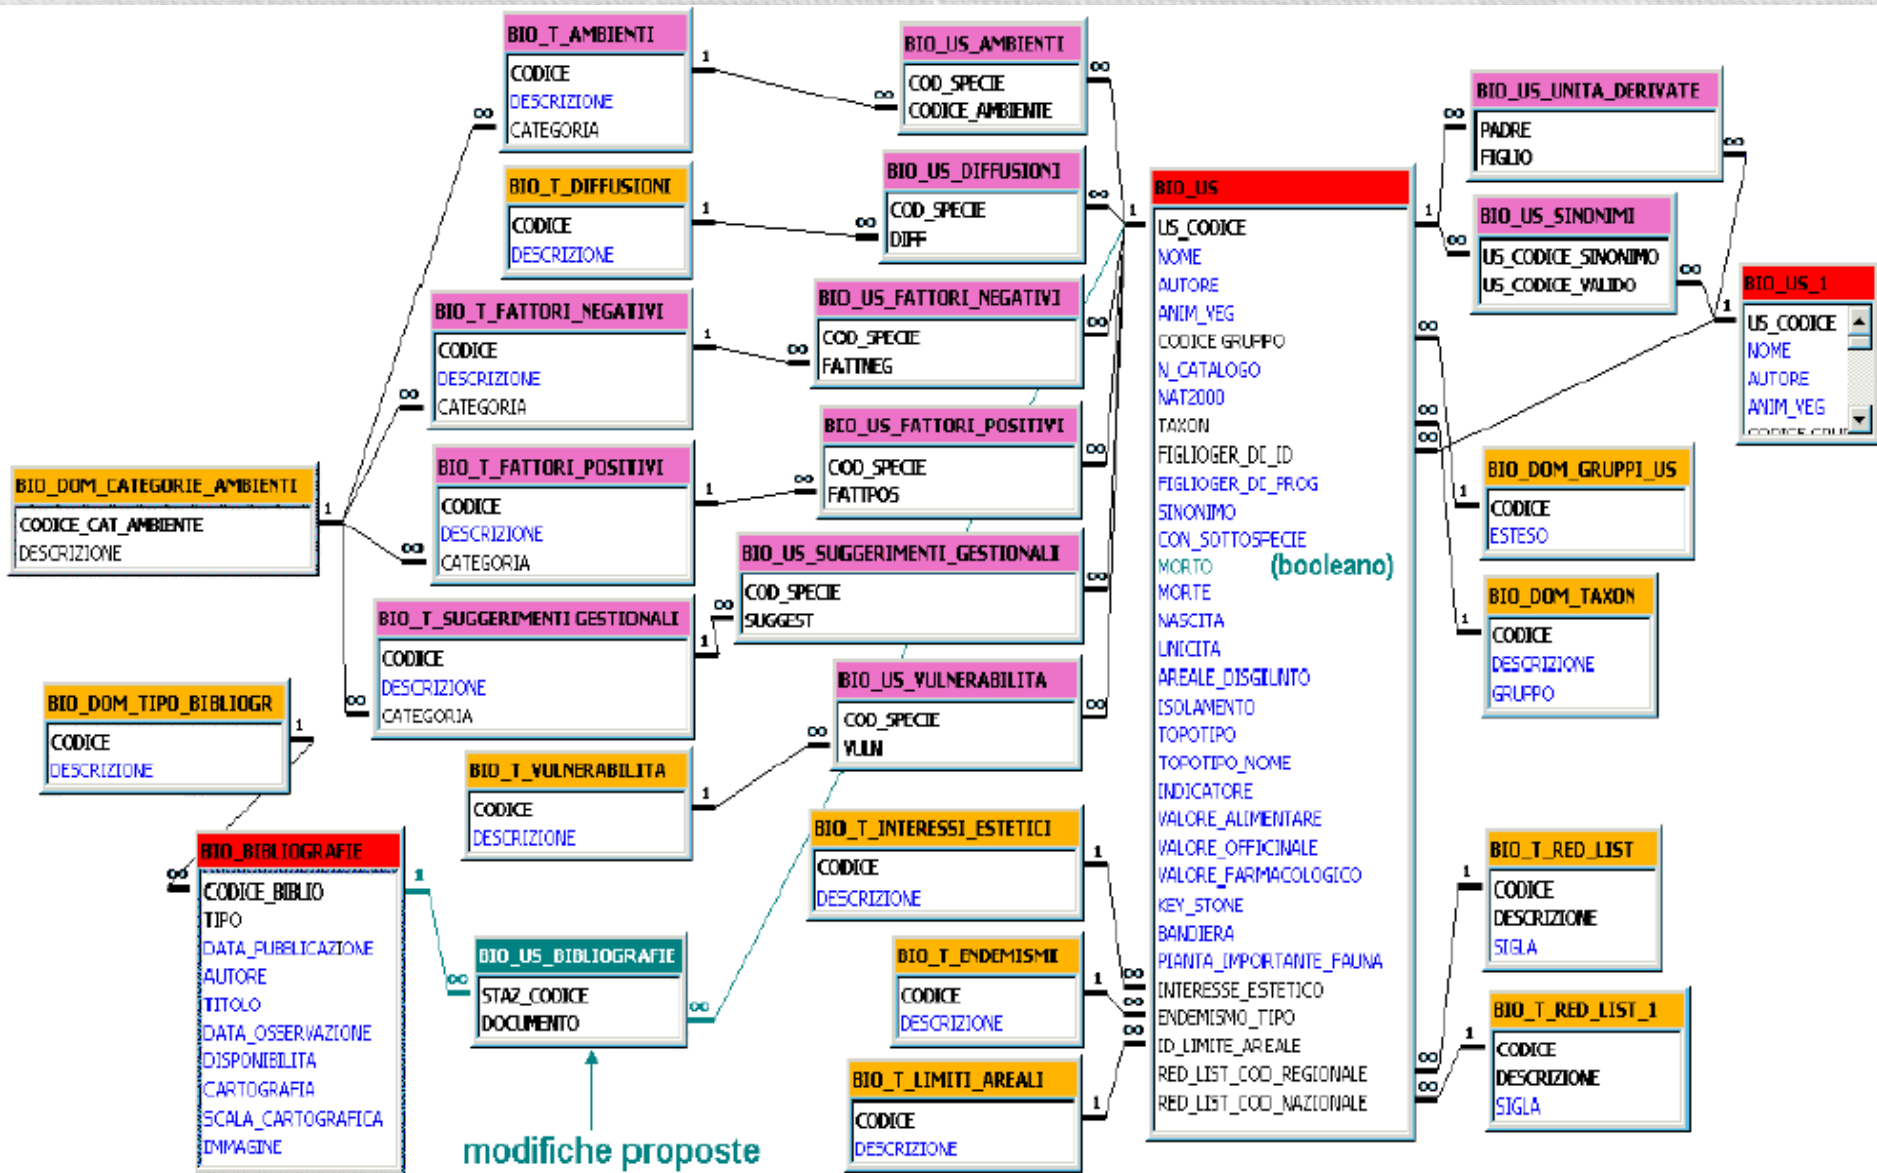 BIO_T_AMBIENTI
CODICE
DESCRIZIONE
CATEGORIA
BIO_US_AMBIENTI
COD_SPECIE
CODICE_AMBIENTE
BIO_T_DIFFUSIONI
CODICE
DESCRIZIONE
BIO_US_DIFFUSIONI
COD_SPECIE
DIFF
BIO_T_FATTORI_NEGATIVI
CODICE
DESCRIZIONE
CATEGORIA
BIO_US_FATTORI_NEGATIVI
COD_SPECIE
FATTNEG
BIO_T_FATTORI_POSITIVI
CODICE
DESCRIZIONE
CATEGORIA
BIO_US_FATTORI_POSITIVI
COD_SPECIE
FATTPOS
BIO_DOM_CATEGORIE_AMBIENTI
CODICE_CAT_AMBIENTE
DESCRIZIONE
BIO_T_SUGGERIMENTI GESTIONALI
CODICE
DESCRIZIONE
CATEGORIA
BIO_US_SUGGERIMENTI_GESTIONALI
COD_SPECIE
SUGGEST
BIO_DOM_TIPO_BIBLIOGR
CODICE
DESCRIZIONE
BIO_T_VULNERABILITA
CODICE
DESCRIZIONE
BIO_US_VULNERABILITA
COD_SPECIE
VULN
BIO_BIBLIOGRAFIE
CODICE_BIBLIO
TIPO
DATA_PUBBLICAZIONE
AUTORE
TITOLO
DATA_OSSERVAZIONE
DISPONIBILITA
CARTOGRAFIA
SCALA_CARTOGRAFICA
IMMAGINE
BIO_US_BIBLIOGRAFIE
STAZ_CODICE
DOCUMENTO
modifiche proposte
BIO_T_INTERESSI_ESTETICI
CODICE
DESCRIZIONE
BIO_T_ENDEMISMI
CODICE
DESCRIZIONE
BIO_T_LIMITI_AREALI
CODICE
DESCRIZIONE
BIO_US
US_CODICE
NOME
AUTORE
ANIM_VEG
CODICE GRUPPO
N_CATALOGO
NAT2000
TAXON
FIGLIOGER_DI_ID
FIGLIOGER_DI_PROG
SINONIMO
CON_SOTTOSPECIE
MORTO (booleano)
MORTE
NASCITA
UNICITA
AREALE_DISGIUNTO
ISOLAMENTO
TOPOTIPO
TOPOTIPO_NOME
INDICATORE
VALORE_ALIMENTARE
VALORE_OFFICINALE
VALORE_FARMACOLOGICO
KEY_STONE
BANDIERA
PIANTA_IMPORTANTE_FAUNA
INTERESSE_ESTETICO
ENDEMISMO_TIPO
ID_LIMITE_AREALE
RED_LIST_COD_REGIONALE
RED_LIST_COD_NAZIONALE
BIO_US_UNITA_DERIVATE
PADRE
FIGLIO
BIO_US_SINONIMI
US_CODICE_SINONIMO
US_CODICE_VALIDO
BIO_US_1
US_CODICE
NOME
AUTORE
ANIM_VEG
BIO_DOM_GRUPPI_US
CODICE
ESTESO
BIO_DOM_TAXON
CODICE
DESCRIZIONE
GRUPPO
BIO_T_RED_LIST
CODICE
DESCRIZIONE
SIGLA
BIO_T_RED_LIST_1
CODICE
DESCRIZIONE
SIGLA